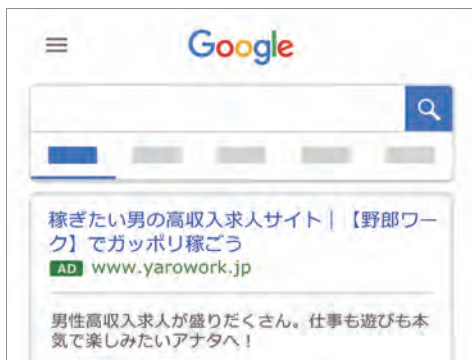 Google
稼ぎたい男の高収入求人サイト｜【野郎ワー
ク】でガッポリ稼ごう
AD www.yarowork.jp
男性高収入求人が盛りだくさん。仕事も遊びも本
気で楽しみたいアナタへ！